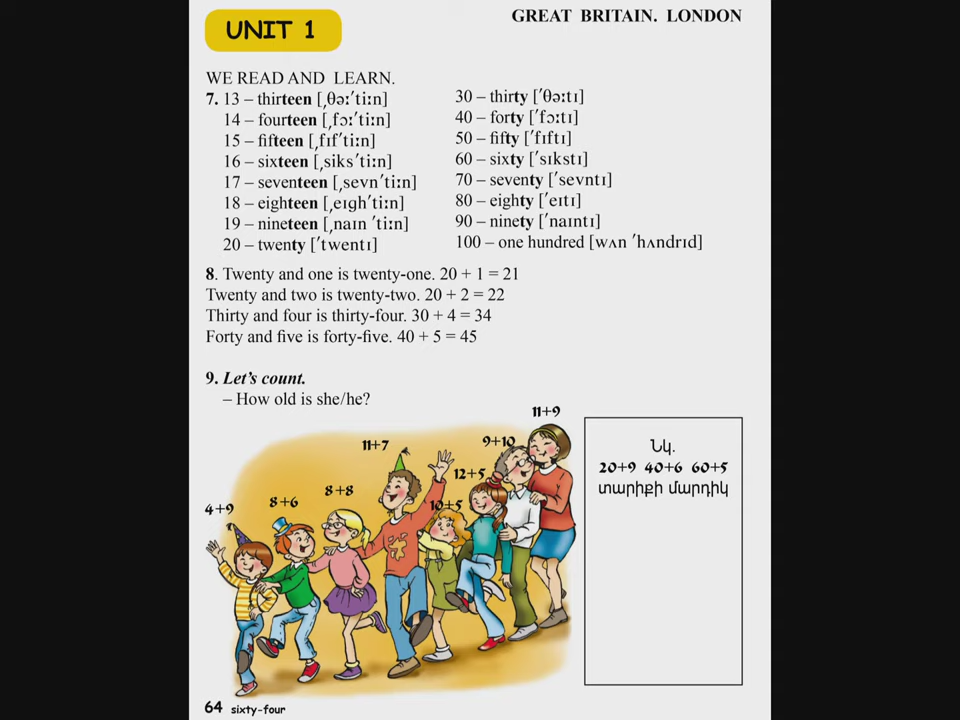 UNIT 1
GREAT BRITAIN. LONDON
WE READ AND LEARN.
7. 13 – thirteen [ˌθəːˈtiːn]
14 – fourteen [ˌfɔːˈtiːn]
15 – fifteen [ˌfɪfˈtiːn]
16 – sixteen [ˌsiksˈtiːn]
17 – seventeen [ˌsevnˈtiːn]
18 – eighteen [ˌeɪghˈtiːn]
19 – nineteen [ˌnaɪn ˈtiːn]
20 – twenty [ˈtwentɪ]
30 – thirty [ˈθəːtɪ]
40 – forty [ˈfɔːtɪ]
50 – fifty [ˈfɪftɪ]
60 – sixty [ˈsɪkstɪ]
70 – seventy [ˈsevntɪ]
80 – eighty [ˈeɪtɪ]
90 – ninety [ˈnaɪntɪ]
100 – one hundred [wʌn ˈhʌndrɪd]
8. Twenty and one is twenty-one. 20 + 1 = 21
Twenty and two is twenty-two. 20 + 2 = 22
Thirty and four is thirty-four. 30 + 4 = 34
Forty and five is forty-five. 40 + 5 = 45
9. Let's count.
– How old is she/he?
4+9
8+6
8+8
11+7
10+5
12+5
9+10
11+9
Նկ.
20+9 40+6 60+5
տարիքի մարդիկ
64 sixty-four